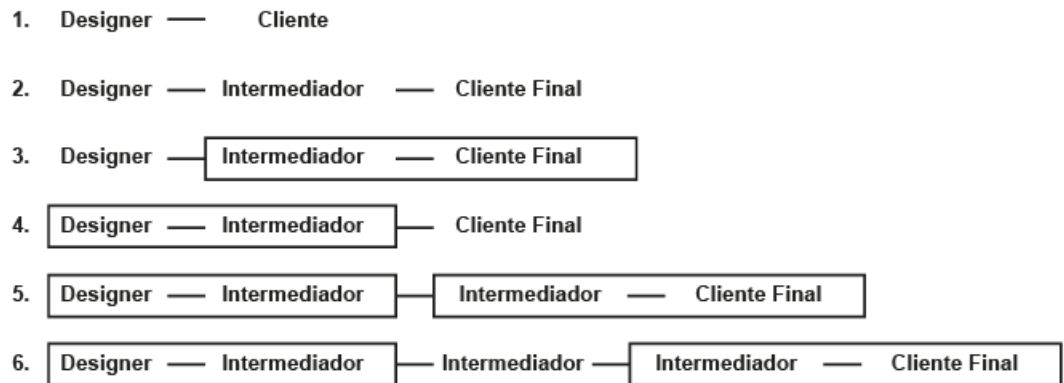 1. Designer — Cliente
2. Designer — Intermediador — Cliente Final
3. Designer — Intermediador — Cliente Final
4. Designer — Intermediador — Cliente Final
5. Designer — Intermediador — Intermediador — Cliente Final
6. Designer — Intermediador — Intermediador — Intermediador — Cliente Final